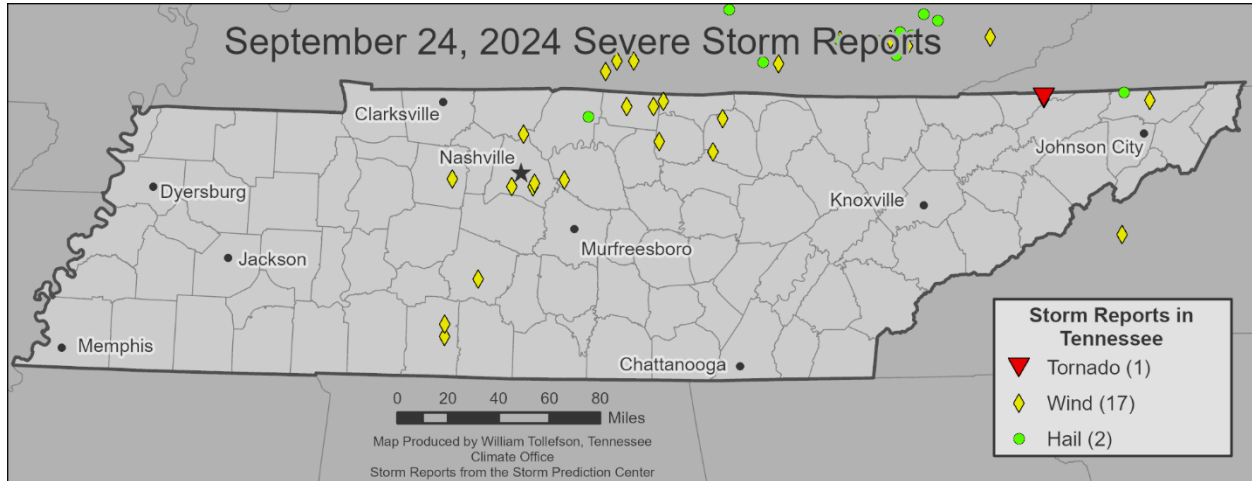 September 24, 2024 Severe Storm Reports
Clarksville
Nashville
Johnson City
Dyersburg
Knoxville
Murfreesboro
Jackson
Memphis
Chattanooga
Storm Reports in
Tennessee
Tornado (1)
Wind (17)
Hail (2)
0 20 40 60 80
Miles
Map Produced by William Tollefson, Tennessee
Climate Office
Storm Reports from the Storm Prediction Center